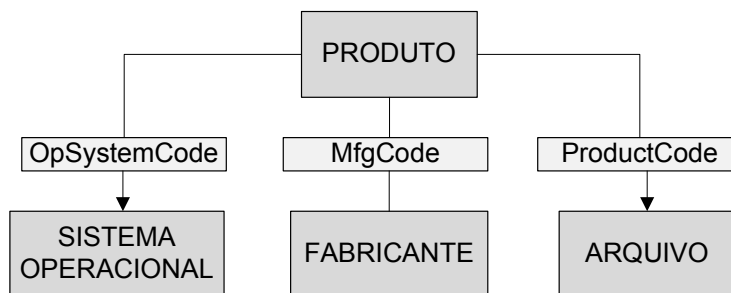 PRODUTO
OpSystemCode
MfgCode
ProductCode
SISTEMA
OPERACIONAL
FABRICANTE
ARQUIVO